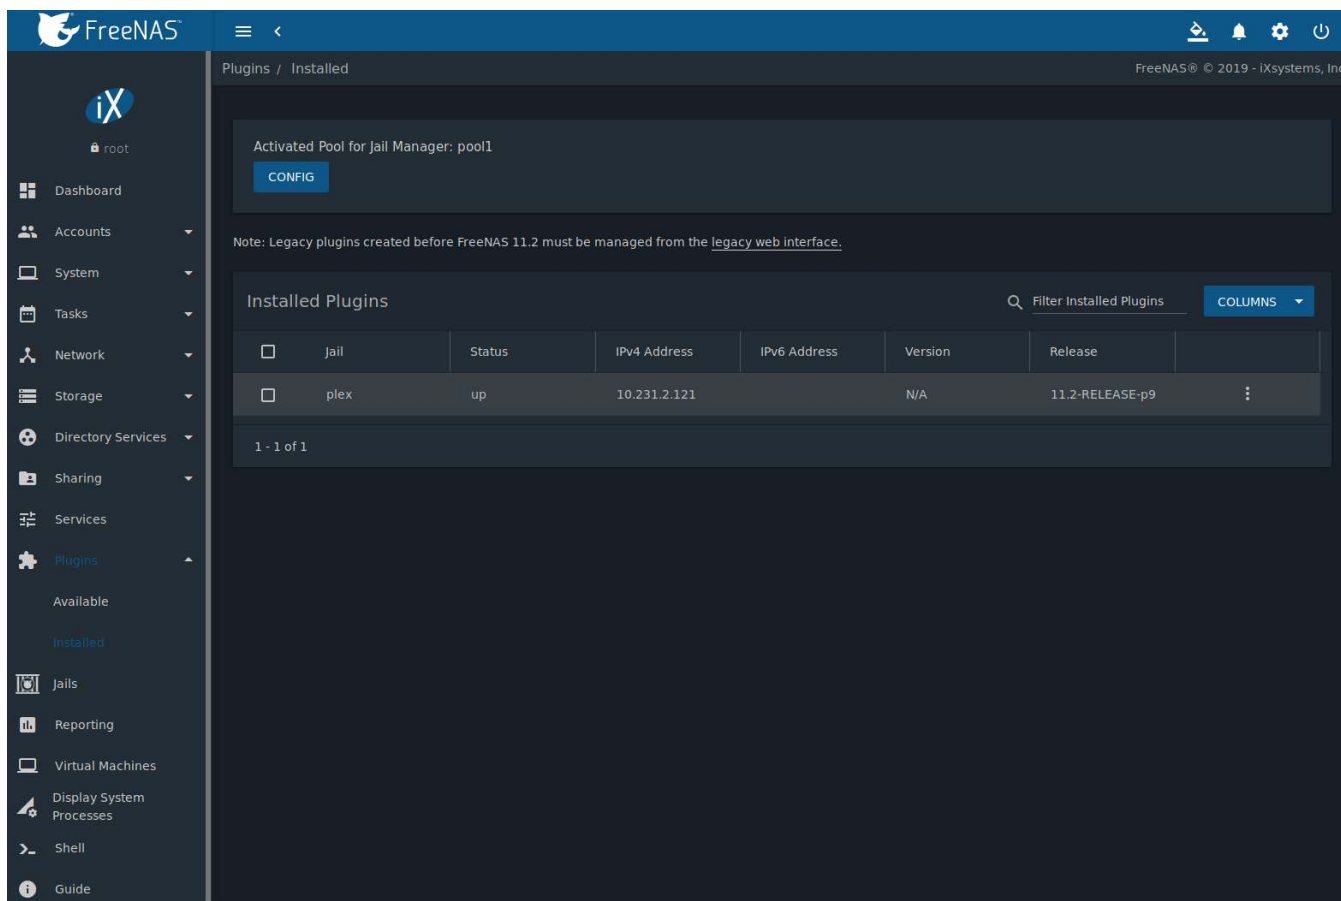 FreeNAS™
Plugins / Installed
FreeNAS® © 2019 - iXsystems, Inc
iX
root
Dashboard
Accounts
System
Tasks
Network
Storage
Directory Services
Sharing
Services
Plugins
Available
Installed
Jails
Reporting
Virtual Machines
Display System
Processes
Shell
Guide
Activated Pool for Jail Manager: pool1
CONFIG
Note: Legacy plugins created before FreeNAS 11.2 must be managed from the legacy web interface.
Installed Plugins
Filter Installed Plugins
COLUMNS
Jail Status IPv4 Address IPv6 Address Version Release
plex up 10.231.2.121 N/A 11.2-RELEASE-p9
1 - 1 of 1